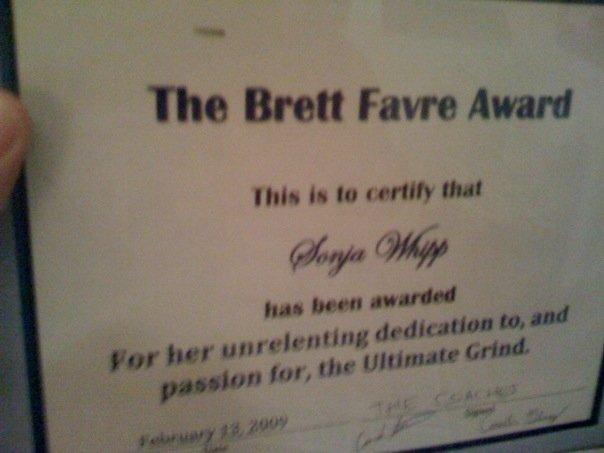 The Brett Favre Award
This is to certify that
Sonja Whipp
has been awarded
For her unrelenting dedication to, and
passion for, the Ultimate Grind.
February 13, 2009
THE COACHES